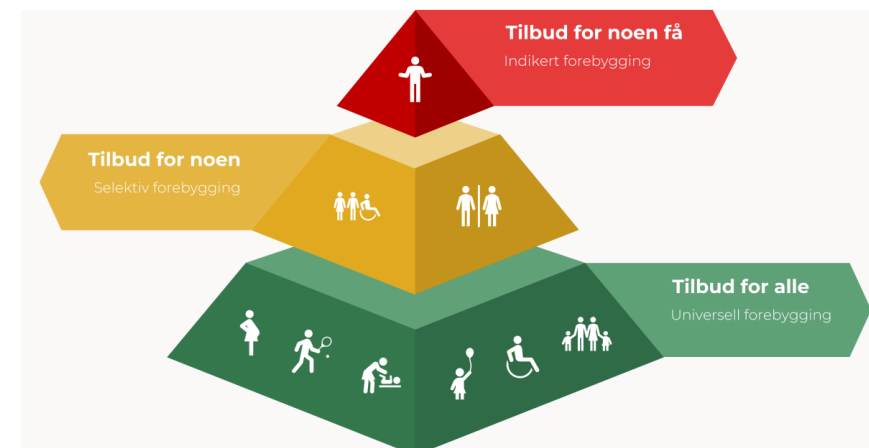 Tilbud for noen få
Indikert forebygging
Tilbud for noen
Selektiv forebygging
Tilbud for alle
Universell forebygging